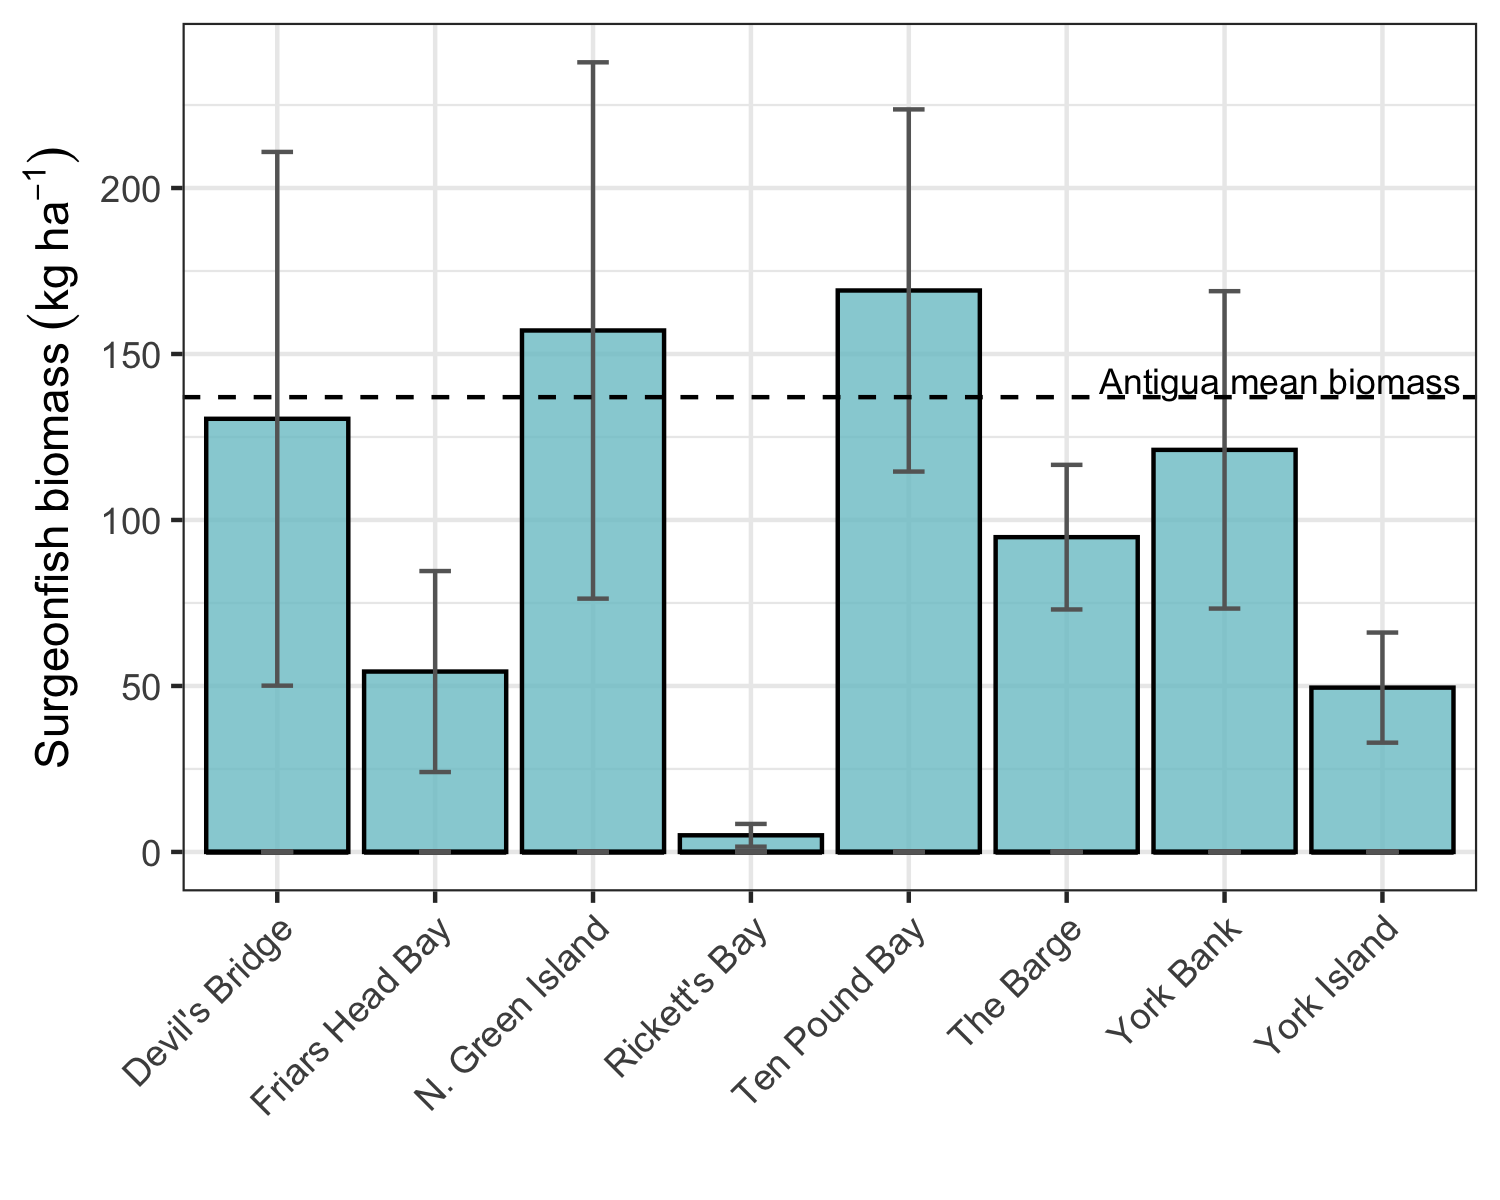 Surgeonfish biomass (kg ha⁻¹)
200
150
100
50
0
Antigua mean biomass
Devil's Bridge
Friars Head Bay
N. Green Island
Rickett's Bay
Ten Pound Bay
The Barge
York Bank
York Island